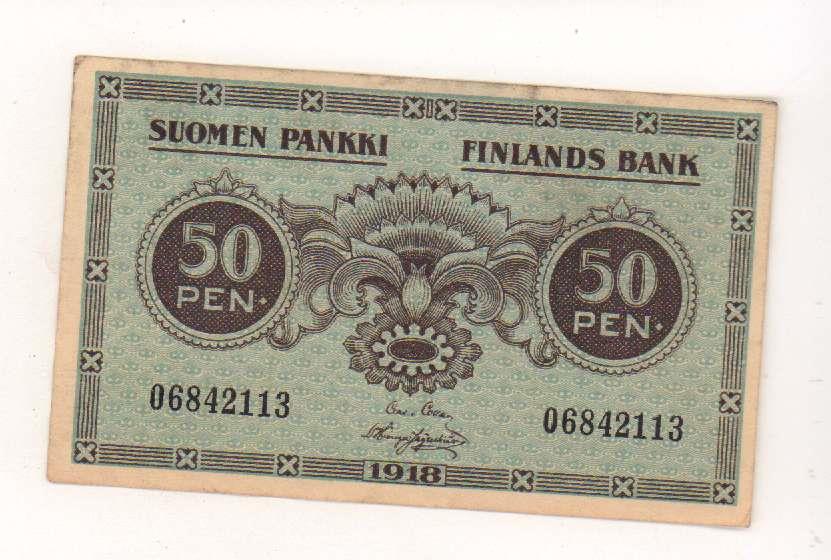 SUOMEN PANKKI
FINLANDS BANK
50
PEN.
50
PEN.
06842113
06842113
1918